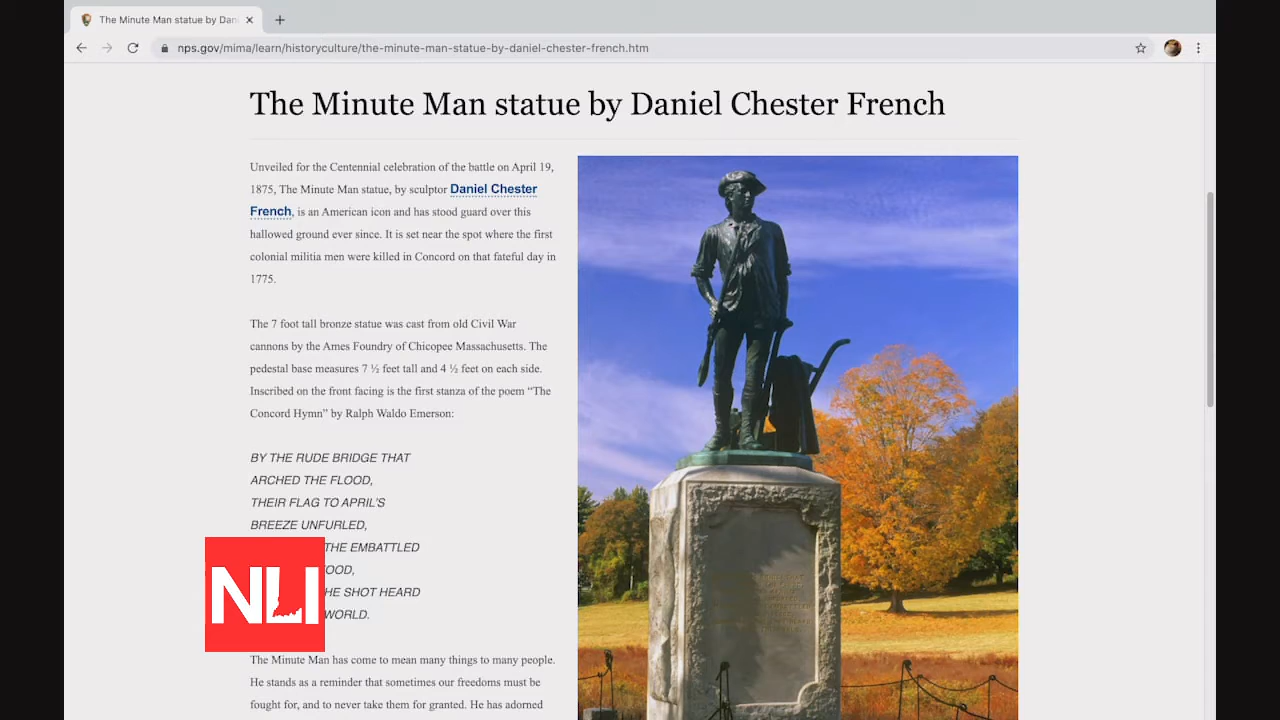 The Minute Man statue by Dani
nps.gov/mima/learn/historyculture/the-minute-man-statue-by-daniel-chester-french.htm
The Minute Man statue by Daniel Chester French
Unveiled for the Centennial celebration of the battle on April 19,
1875, The Minute Man statue, by sculptor Daniel Chester
French, is an American icon and has stood guard over this
hallowed ground ever since. It is set near the spot where the first
colonial militia men were killed in Concord on that fateful day in
1775.
The 7 foot tall bronze statue was cast from old Civil War
cannons by the Ames Foundry of Chicopee Massachusetts. The
pedestal base measures 7 ½ feet tall and 4 ½ feet on each side.
Inscribed on the front facing is the first stanza of the poem “The
Concord Hymn” by Ralph Waldo Emerson:
BY THE RUDE BRIDGE THAT
ARCHED THE FLOOD,
THEIR FLAG TO APRIL’S
BREEZE UNFURLED,
THE EMBATTLED
OOD,
HE SHOT HEARD
WORLD.
NLI
The Minute Man has come to mean many things to many people.
He stands as a reminder that sometimes our freedoms must be
fought for, and to never take them for granted. He has adorned